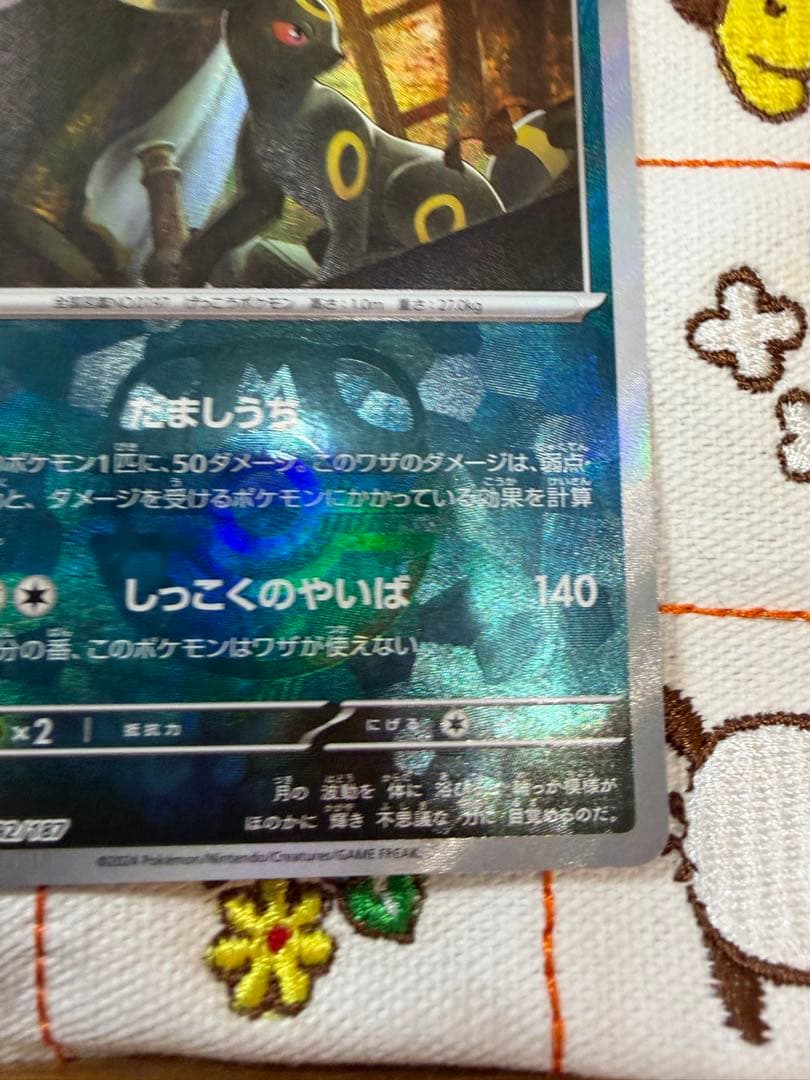 全国図鑑NO.0197 げっこうポケモン 高さ：1.0m 重さ：27.0kg
だましうち
ポケモン1匹に、50ダメージ。このワザのダメージは、弱点・
と、ダメージを受けるポケモンにかかっている効果を計算
しっこくのやいば 140
分の番、このポケモンはワザが使えない。
×2 抵抗力 にげる
月の 波動を 体に 浴びると 輪っか模様が
ほのかに 輝き 不思議な 力に 目覚めるのだ。
/187
©2024 Pokémon/Nintendo/Creatures/GAME FREAK.